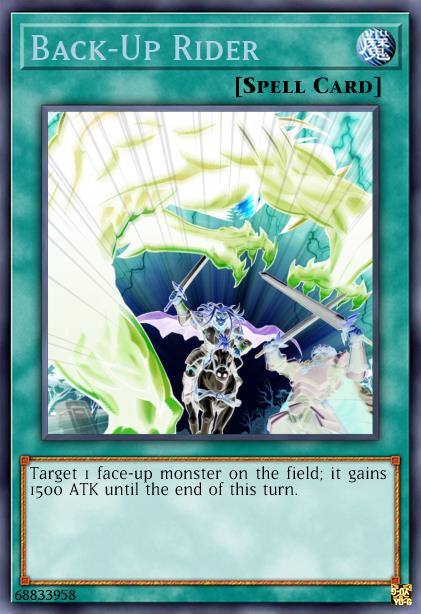 Back-Up Rider
魔
[Spell Card]
Target 1 face-up monster on the field; it gains
1500 ATK until the end of this turn.
68833958